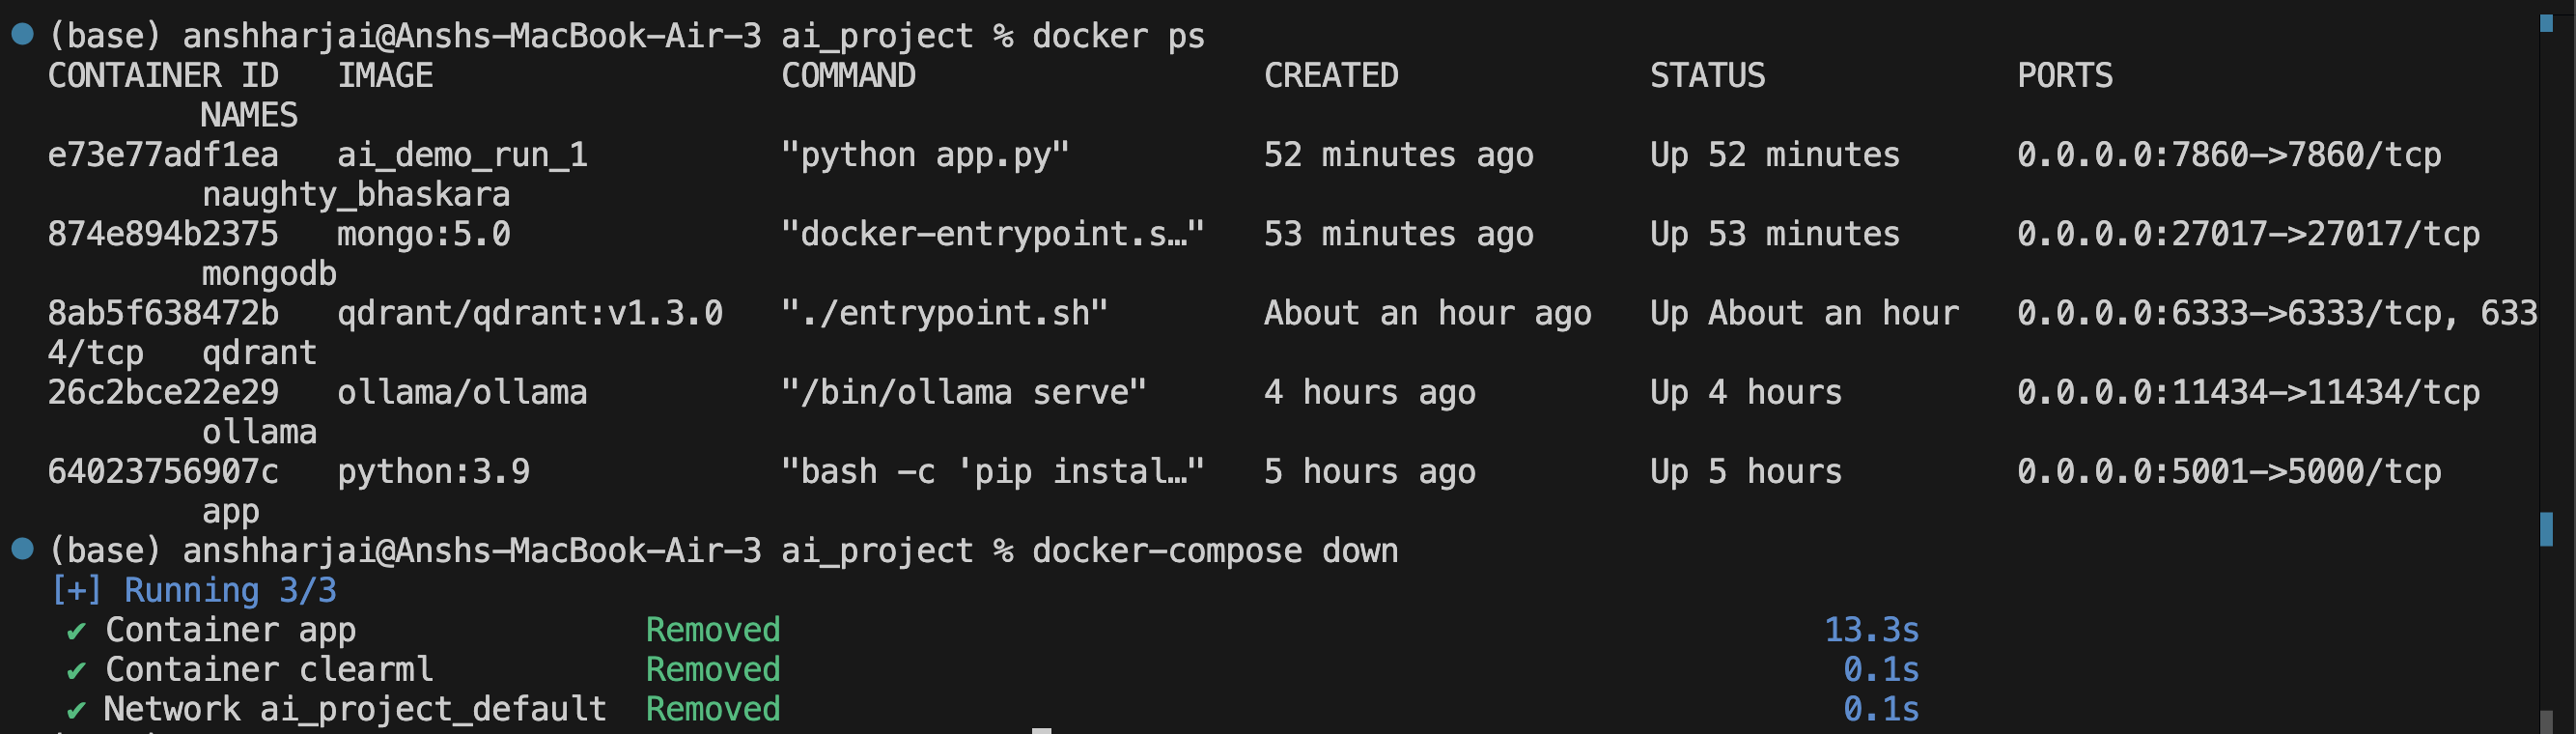 (base) anshharjai@Anshs-MacBook-Air-3 ai_project % docker ps
CONTAINER ID   IMAGE                  COMMAND                  CREATED             STATUS             PORTS
        NAMES
e73e77adf1ea   ai_demo_run_1          "python app.py"          52 minutes ago      Up 52 minutes      0.0.0.0:7860->7860/tcp
        naughty_bhaskara
874e894b2375   mongo:5.0              "docker-entrypoint.s…"   53 minutes ago      Up 53 minutes      0.0.0.0:27017->27017/tcp
        mongodb
8ab5f638472b   qdrant/qdrant:v1.3.0   "./entrypoint.sh"        About an hour ago   Up About an hour   0.0.0.0:6333->6333/tcp, 633
4/tcp   qdrant
26c2bce22e29   ollama/ollama          "/bin/ollama serve"      4 hours ago         Up 4 hours         0.0.0.0:11434->11434/tcp
        ollama
64023756907c   python:3.9             "bash -c 'pip instal…"   5 hours ago         Up 5 hours         0.0.0.0:5001->5000/tcp
        app
(base) anshharjai@Anshs-MacBook-Air-3 ai_project % docker-compose down
[+] Running 3/3
 ✔ Container app               Removed                                                      13.3s
 ✔ Container clearml           Removed                                                       0.1s
 ✔ Network ai_project_default  Removed                                                       0.1s